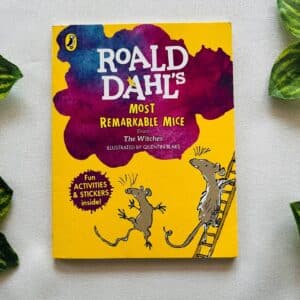 ROALD
DAHL's
MOST
REMARKABLE MICE
from
The Witches
ILLUSTRATED BY QUENTIN BLAKE
Fun
ACTIVITIES
& STICKERS
inside!